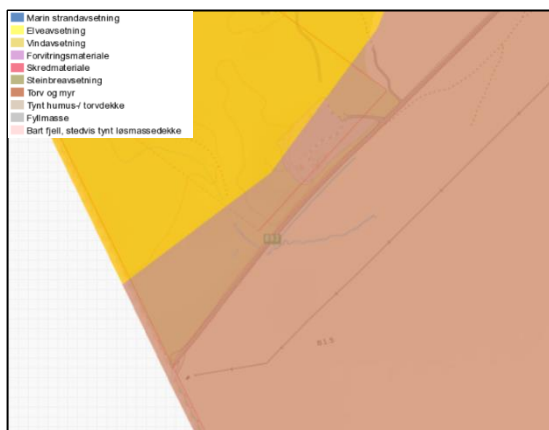 Marin strandavsetning
Elveavsetning
Vindavsetning
Forvitringsmateriale
Skredmateriale
Steinbreavsetning
Torv og myr
Tynt humus-/ torvdekke
Fyllmasse
Bart fjell, stedvis tynt løsmassedekke